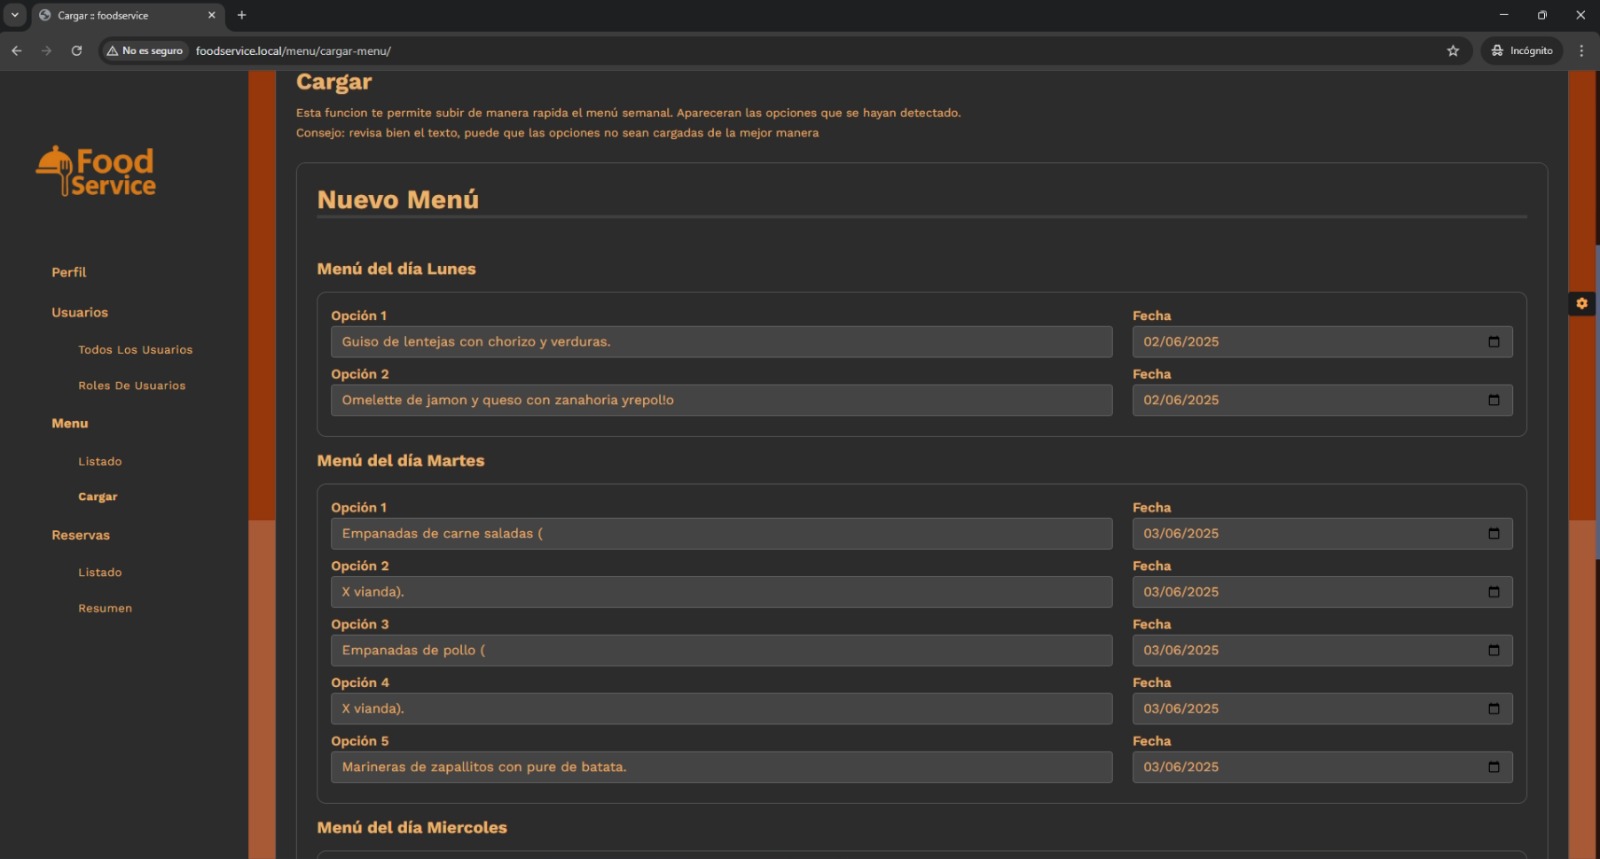 Cargar :: foodservice
No es seguro
foodservice.local/menu/cargar-menu/
Incógnito
Food
Service
Perfil
Usuarios
Todos Los Usuarios
Roles De Usuarios
Menu
Listado
Cargar
Reservas
Listado
Resumen
Cargar
Esta funcion te permite subir de manera rapida el menú semanal. Apareceran las opciones que se hayan detectado.
Consejo: revisa bien el texto, puede que las opciones no sean cargadas de la mejor manera
Nuevo Menú
Menú del día Lunes
Opción 1 Fecha
Guiso de lentejas con chorizo y verduras. 02/06/2025
Opción 2 Fecha
Omelette de jamon y queso con zanahoria yrepol!o 02/06/2025
Menú del día Martes
Opción 1 Fecha
Empanadas de carne saladas ( 03/06/2025
Opción 2 Fecha
X vianda). 03/06/2025
Opción 3 Fecha
Empanadas de pollo ( 03/06/2025
Opción 4 Fecha
X vianda). 03/06/2025
Opción 5 Fecha
Marineras de zapallitos con pure de batata. 03/06/2025
Menú del día Miercoles